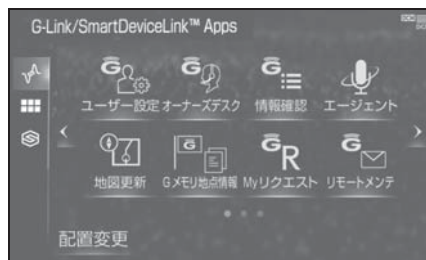 G-Link/SmartDeviceLink™ Apps
ユーザー設定 オーナーズデスク 情報確認 エージェント
地図更新 Gメモリ地点情報 Myリクエスト リモートメンテ
配置変更